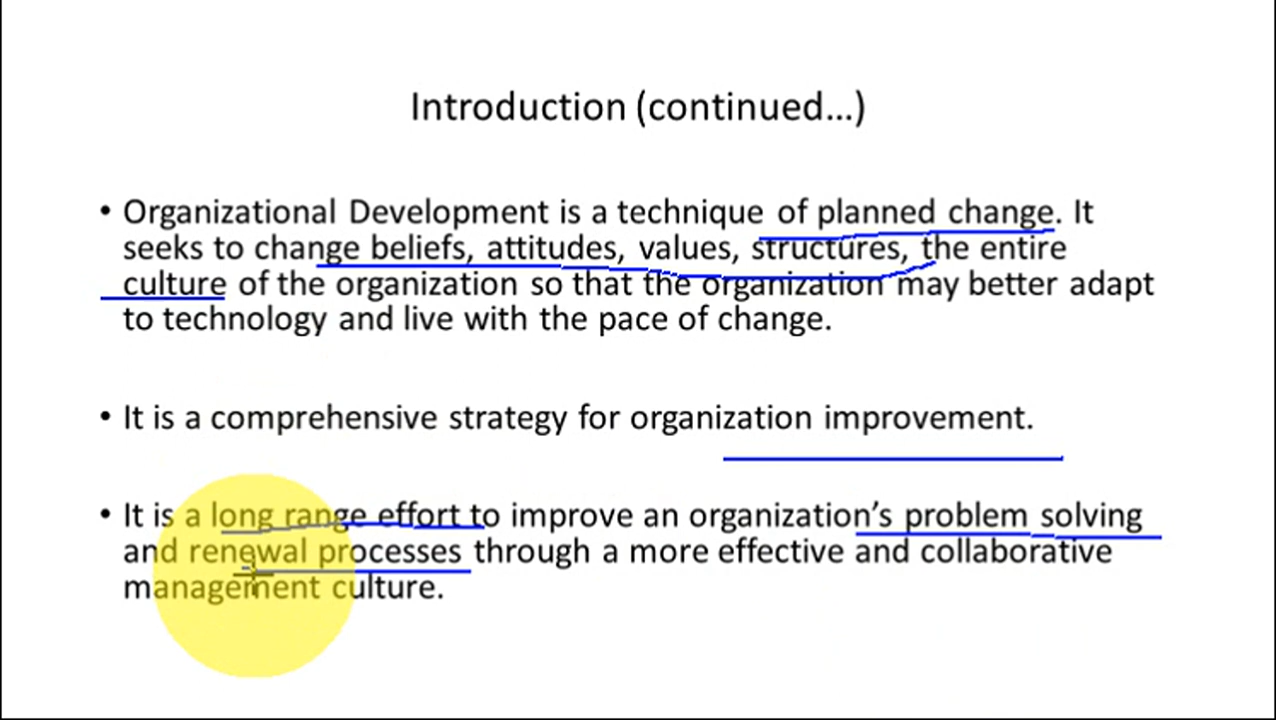 Introduction (continued...)
• Organizational Development is a technique of planned change. It
seeks to change beliefs, attitudes, values, structures, the entire
culture of the organization so that the organization may better adapt
to technology and live with the pace of change.
• It is a comprehensive strategy for organization improvement.
• It is a long range effort to improve an organization's problem solving
and renewal processes through a more effective and collaborative
management culture.